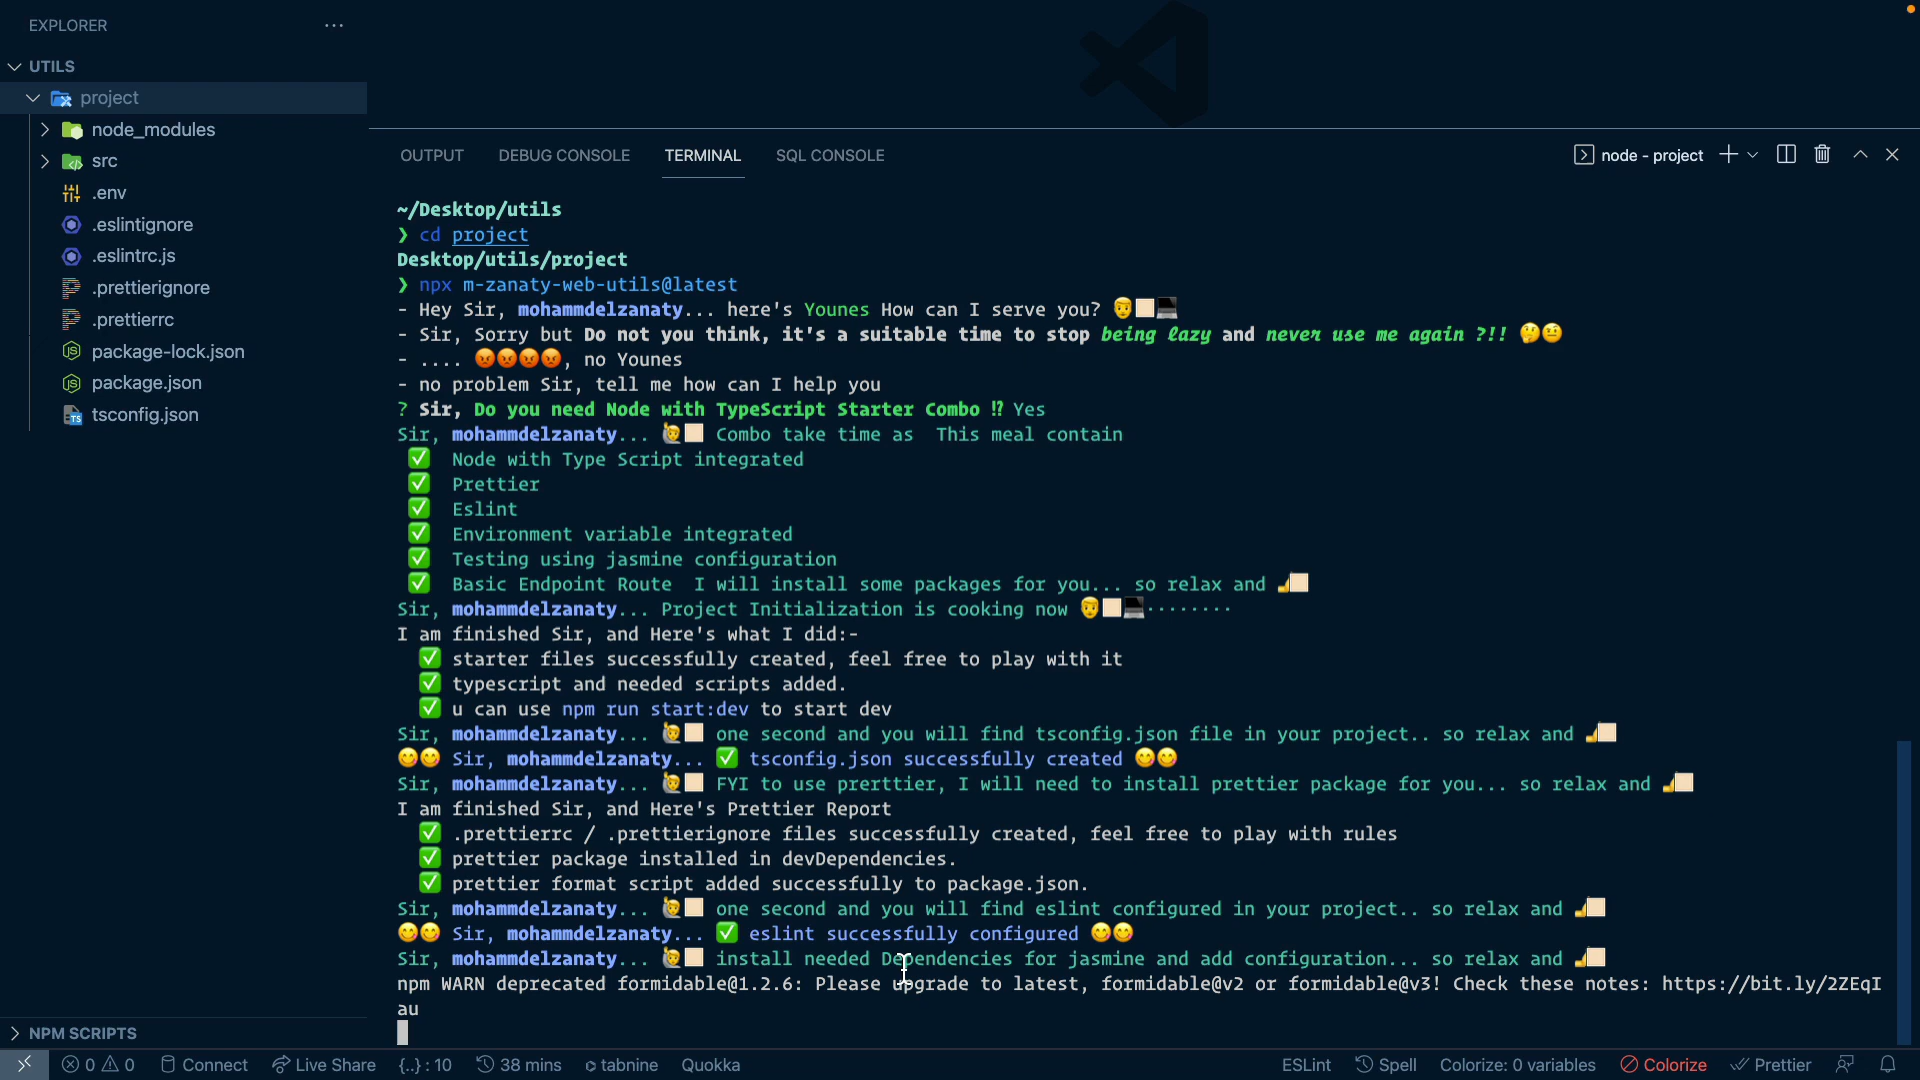 EXPLORER
UTILS
project
node_modules
src
.env
.eslintignore
.eslintrc.js
.prettierignore
.prettierrc
package-lock.json
package.json
tsconfig.json
NPM SCRIPTS
OUTPUT DEBUG CONSOLE TERMINAL SQL CONSOLE
node - project
~/Desktop/utils
❯ cd project
Desktop/utils/project
❯ npx m-zanaty-web-utils@latest
- Hey Sir, mohammdelzanaty... here's Younes How can I serve you? 👨💻
- Sir, Sorry but Do not you think, it's a suitable time to stop being lazy and never use me again ?!! 🤔🤨
- .... 😡😡😡😡, no Younes
- no problem Sir, tell me how can I help you
? Sir, Do you need Node with TypeScript Starter Combo ⁉ Yes
Sir, mohammdelzanaty... 🙋 Combo take time as  This meal contain
✅ Node with Type Script integrated
✅ Prettier
✅ Eslint
✅ Environment variable integrated
✅ Testing using jasmine configuration
✅ Basic Endpoint Route  I will install some packages for you... so relax and
Sir, mohammdelzanaty... Project Initialization is cooking now 👨💻········
I am finished Sir, and Here's what I did:-
✅ starter files successfully created, feel free to play with it
✅ typescript and needed scripts added.
✅ u can use npm run start:dev to start dev
Sir, mohammdelzanaty... 🙋 one second and you will find tsconfig.json file in your project.. so relax and
😋😋 Sir, mohammdelzanaty... ✅ tsconfig.json successfully created 😋😋
Sir, mohammdelzanaty... 🙋 FYI to use prerttier, I will need to install prettier package for you... so relax and
I am finished Sir, and Here's Prettier Report
✅ .prettierrc / .prettierignore files successfully created, feel free to play with rules
✅ prettier package installed in devDependencies.
✅ prettier format script added successfully to package.json.
Sir, mohammdelzanaty... 🙋 one second and you will find eslint configured in your project.. so relax and
😋😋 Sir, mohammdelzanaty... ✅ eslint successfully configured 😋😋
Sir, mohammdelzanaty... 🙋 install needed Dependencies for jasmine and add configuration... so relax and
npm WARN deprecated formidable@1.2.6: Please upgrade to latest, formidable@v2 or formidable@v3! Check these notes: https://bit.ly/2ZEqI
au
0 0 Connect Live Share {..} : 10 38 mins tabnine Quokka ESLint Spell Colorize: 0 variables Colorize Prettier